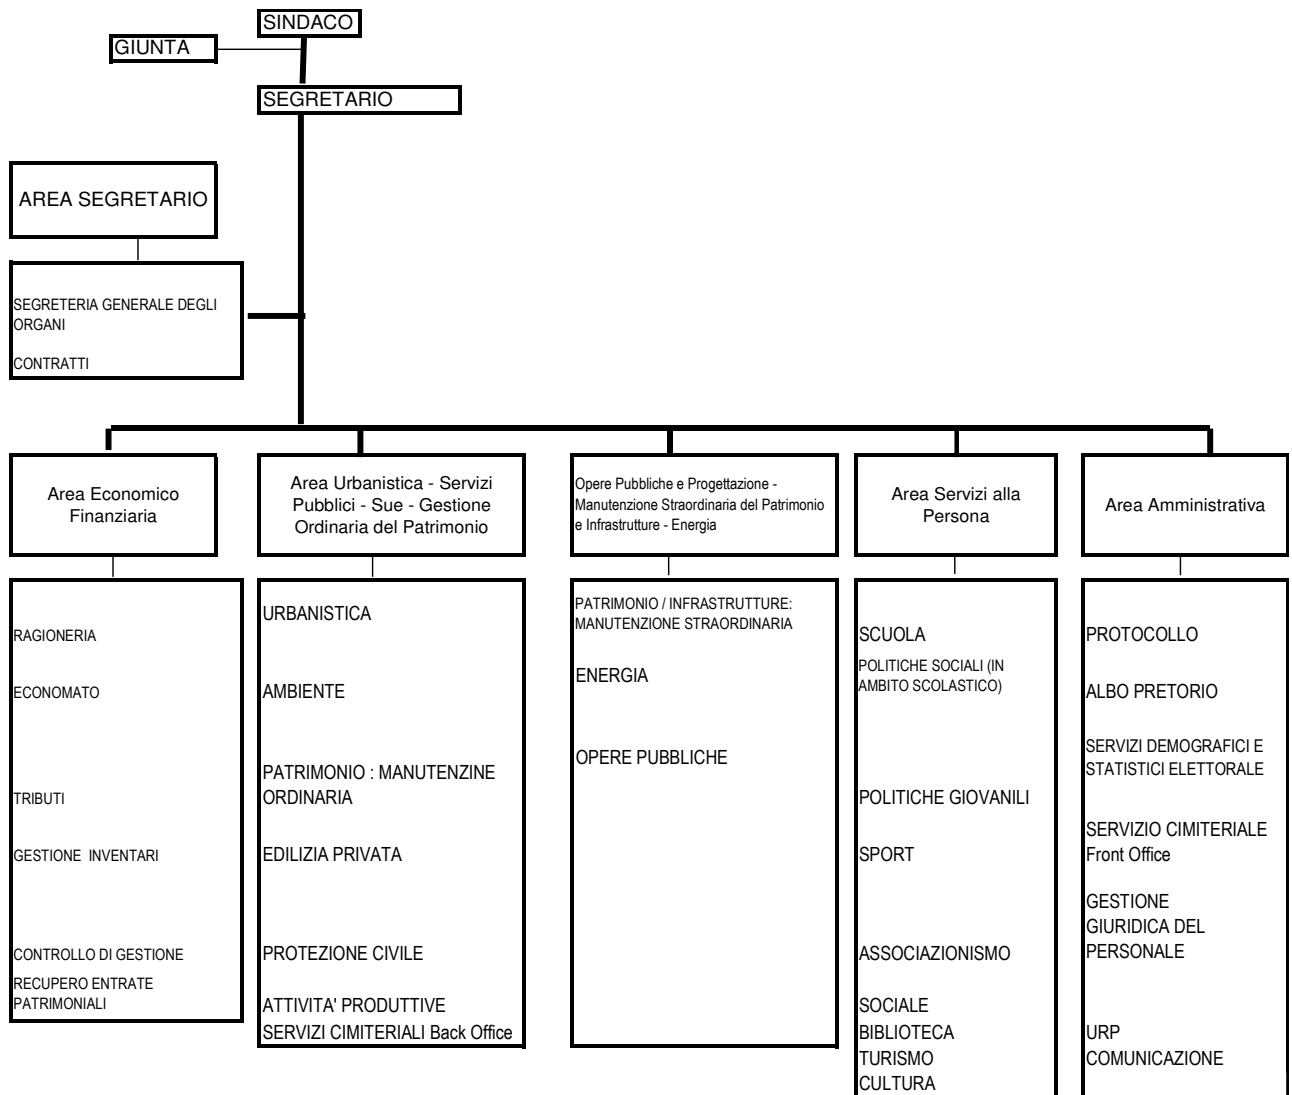 SINDACO
GIUNTA
SEGRETARIO
AREA SEGRETARIO
SEGRETERIA GENERALE DEGLI
ORGANI
CONTRATTI
Area Economico
Finanziaria
RAGIONERIA
ECONOMATO
TRIBUTI
GESTIONE INVENTARI
CONTROLLO DI GESTIONE
RECUPERO ENTRATE
PATRIMONIALI
Area Urbanistica - Servizi
Pubblici - Sue - Gestione
Ordinaria del Patrimonio
URBANISTICA
AMBIENTE
PATRIMONIO : MANUTENZINE
ORDINARIA
EDILIZIA PRIVATA
PROTEZIONE CIVILE
ATTIVITA' PRODUTTIVE
SERVIZI CIMITERIALI Back Office
Opere Pubbliche e Progettazione -
Manutenzione Straordinaria del Patrimonio
e Infrastrutture - Energia
PATRIMONIO / INFRASTRUTTURE:
MANUTENZIONE STRAORDINARIA
ENERGIA
OPERE PUBBLICHE
Area Servizi alla
Persona
SCUOLA
POLITICHE SOCIALI (IN
AMBITO SCOLASTICO)
POLITICHE GIOVANILI
SPORT
ASSOCIAZIONISMO
SOCIALE
BIBLIOTECA
TURISMO
CULTURA
Area Amministrativa
PROTOCOLLO
ALBO PRETORIO
SERVIZI DEMOGRAFICI E
STATISTICI ELETTORALE
SERVIZIO CIMITERIALE
Front Office
GESTIONE
GIURIDICA DEL
PERSONALE
URP
COMUNICAZIONE